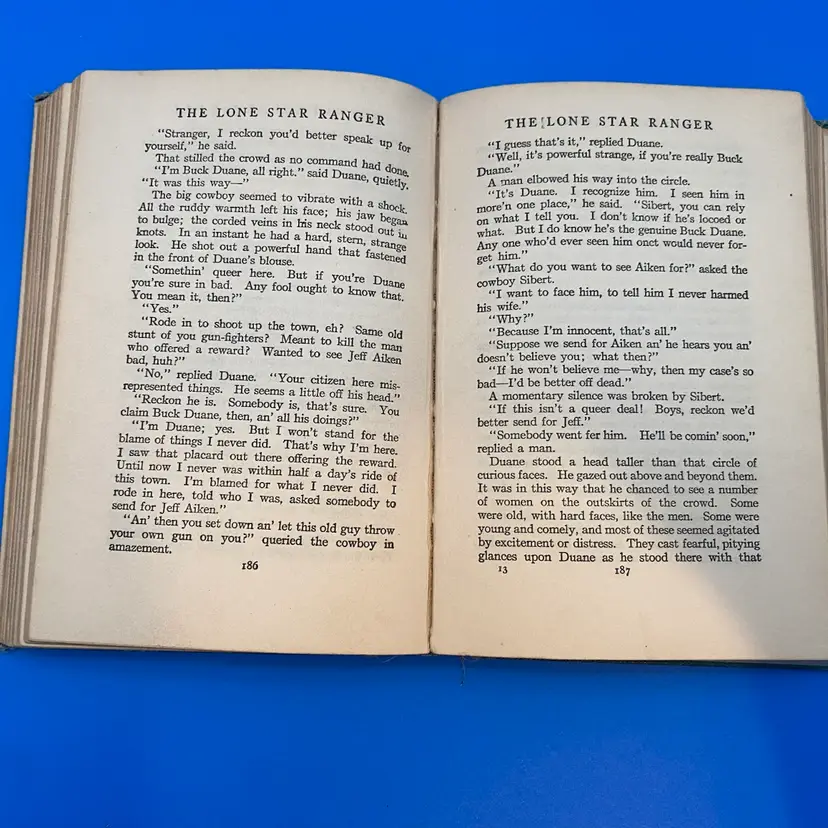 THE LONE STAR RANGER
"Stranger, I reckon you'd better speak up for
yourself," he said.
That stilled the crowd as no command had done.
"I'm Buck Duane, all right." said Duane, quietly.
"It was this way—"
The big cowboy seemed to vibrate with a shock.
All the ruddy warmth left his face; his jaw began
to bulge; the corded veins in his neck stood out in
knots. In an instant he had a hard, stern, strange
look. He shot out a powerful hand that fastened
in the front of Duane's blouse.
"Somethin' queer here. But if you're Duane
you're sure in bad. Any fool ought to know that.
You mean it, then?"
"Yes."
"Rode in to shoot up the town, eh? Same old
stunt of you gun-fighters? Meant to kill the man
who offered a reward? Wanted to see Jeff Aiken
bad, huh?"
"No," replied Duane. "Your citizen here mis-
represented things. He seems a little off his head."
"Reckon he is. Somebody is, that's sure. You
claim Buck Duane, then, an' all his doings?"
"I'm Duane; yes. But I won't stand for the
blame of things I never did. That's why I'm here.
I saw that placard out there offering the reward.
Until now I never was within half a day's ride of
this town. I'm blamed for what I never did. I
rode in here, told who I was, asked somebody to
send for Jeff Aiken."
"An' then you set down an' let this old guy throw
your own gun on you?" queried the cowboy in
amazement.
186
THE LONE STAR RANGER
"I guess that's it," replied Duane.
"Well, it's powerful strange, if you're really Buck
Duane."
A man elbowed his way into the circle.
"It's Duane. I recognize him. I seen him in
more'n one place," he said. "Sibert, you can rely
on what I tell you. I don't know if he's locoed or
what. But I do know he's the genuine Buck Duane.
Any one who'd ever seen him onct would never for-
get him."
"What do you want to see Aiken for?" asked the
cowboy Sibert.
"I want to face him, to tell him I never harmed
his wife."
"Why?"
"Because I'm innocent, that's all."
"Suppose we send for Aiken an' he hears you an'
doesn't believe you; what then?"
"If he won't believe me—why, then my case's so
bad—I'd be better off dead."
A momentary silence was broken by Sibert.
"If this isn't a queer deal! Boys, reckon we'd
better send for Jeff."
"Somebody went fer him. He'll be comin' soon,"
replied a man.
Duane stood a head taller than that circle of
curious faces. He gazed out above and beyond them.
It was in this way that he chanced to see a number
of women on the outskirts of the crowd. Some
were old, with hard faces, like the men. Some were
young and comely, and most of these seemed agitated
by excitement or distress. They cast fearful, pitying
glances upon Duane as he stood there with that
13 187